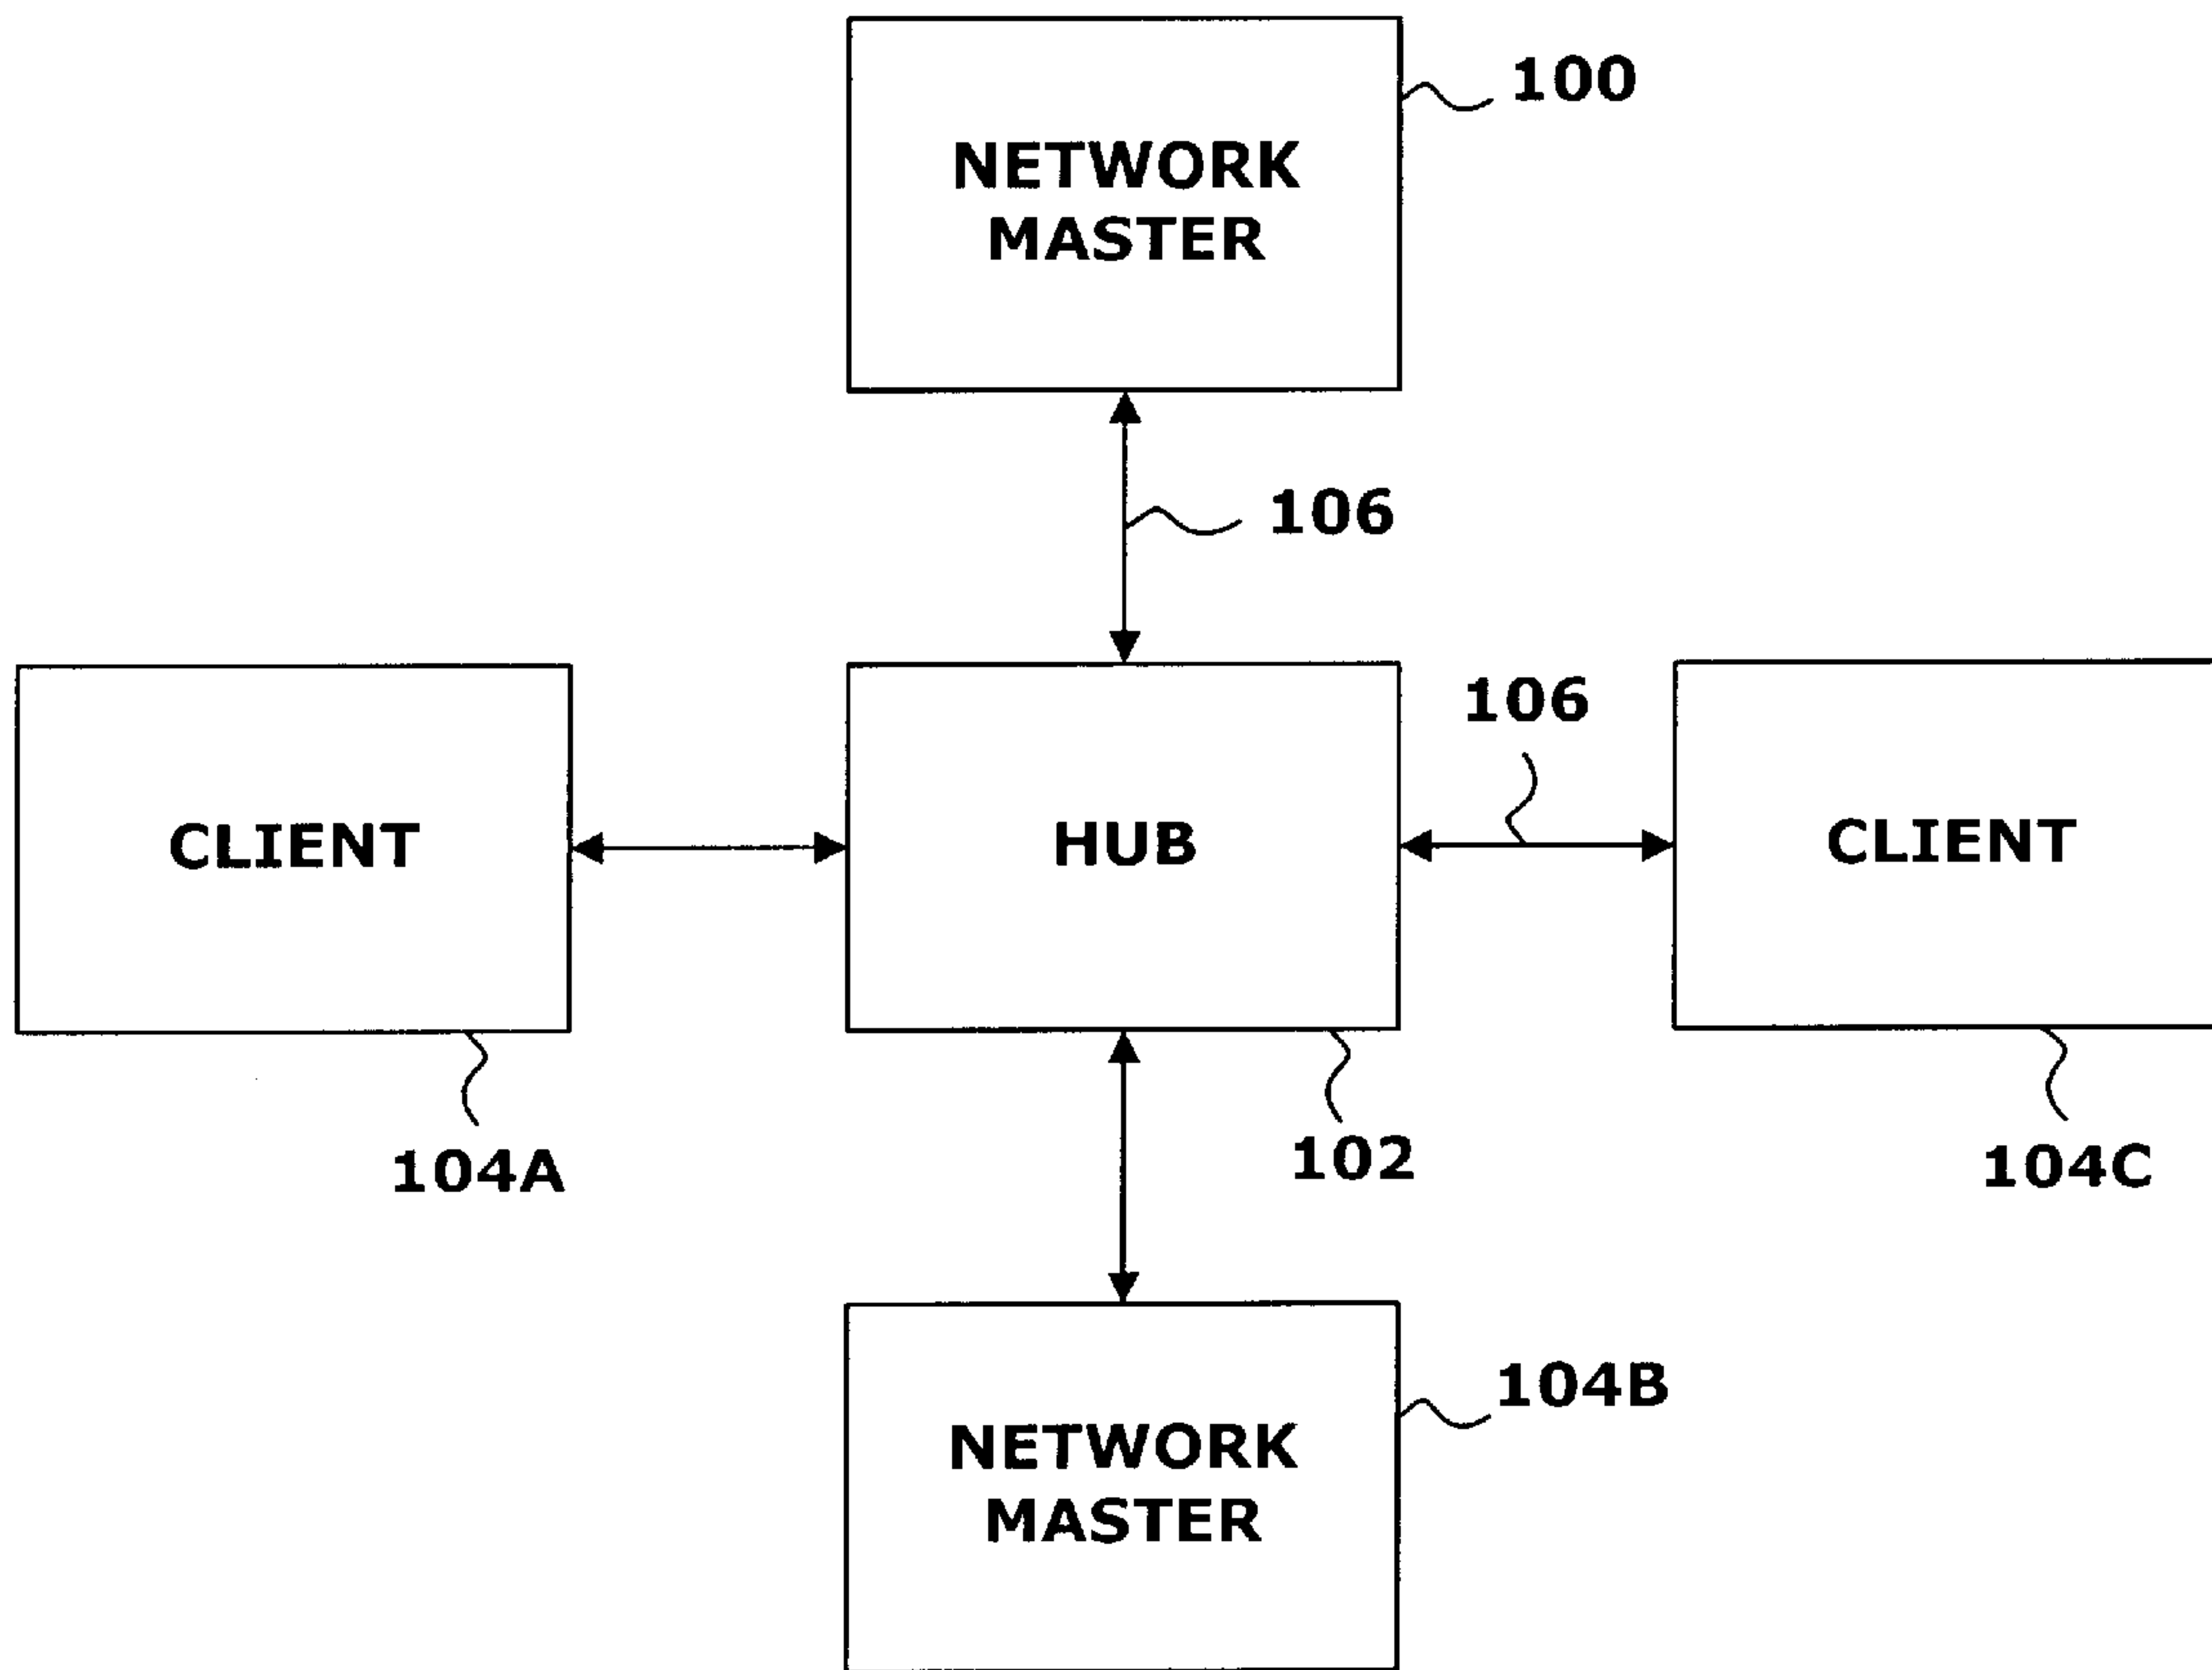 100
NETWORK
MASTER
106
106
CLIENT
HUB
CLIENT
104A
102
104C
104B
NETWORK
MASTER